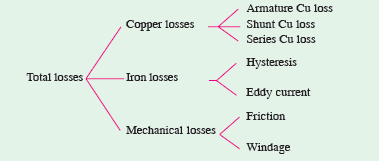 Armature Cu loss
Copper losses
Shunt Cu loss
Series Cu loss
Hysteresis
Total losses
Iron losses
Eddy current
Friction
Mechanical losses
Windage